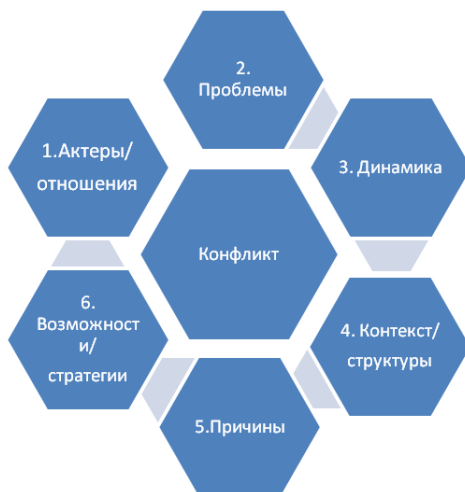 2.
Проблемы
1.Актеры/
отношения
3. Динамика
Конфликт
6.
Возможност
и/
стратегии
4. Контекст/
структуры
5.Причины